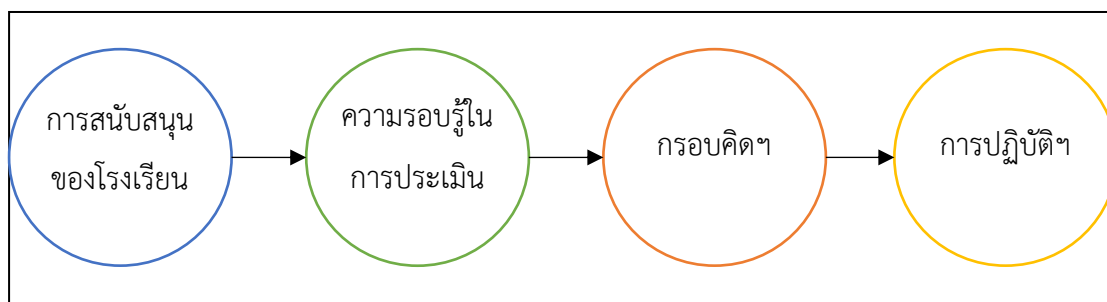 การสนับสนุน
ของโรงเรียน
ความรอบรู้ใน
การประเมิน
กรอบคิดฯ
การปฏิบัติฯ